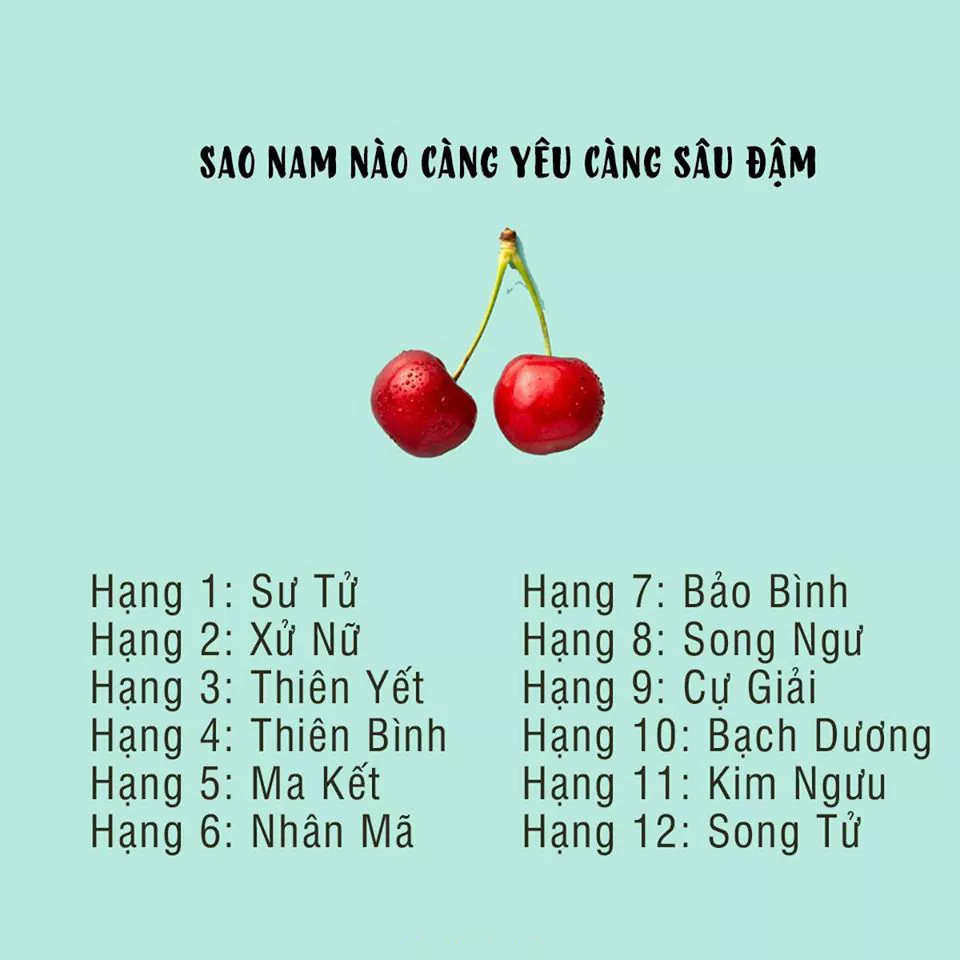 SAO NAM NÀO CÀNG YÊU CÀNG SÂU ĐẬM
Hạng 1: Sư Tử
Hạng 2: Xử Nữ
Hạng 3: Thiên Yết
Hạng 4: Thiên Bình
Hạng 5: Ma Kết
Hạng 6: Nhân Mã
Hạng 7: Bảo Bình
Hạng 8: Song Ngư
Hạng 9: Cự Giải
Hạng 10: Bạch Dương
Hạng 11: Kim Ngưu
Hạng 12: Song Tử